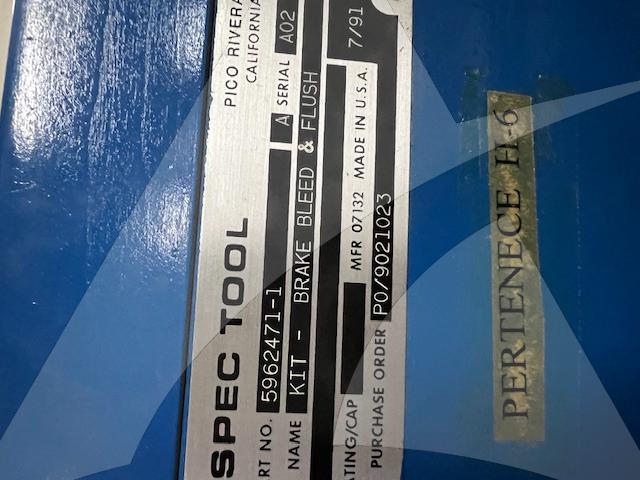 SPEC TOOL PICO RIVERA
CALIFORNIA
RT NO. 5962471-1 A SERIAL A02
NAME KIT - BRAKE BLEED & FLUSH
ATING/CAP MFR 07132 MADE IN U.S.A. 7/91
PURCHASE ORDER PO/9021023
PERTENECE H-6